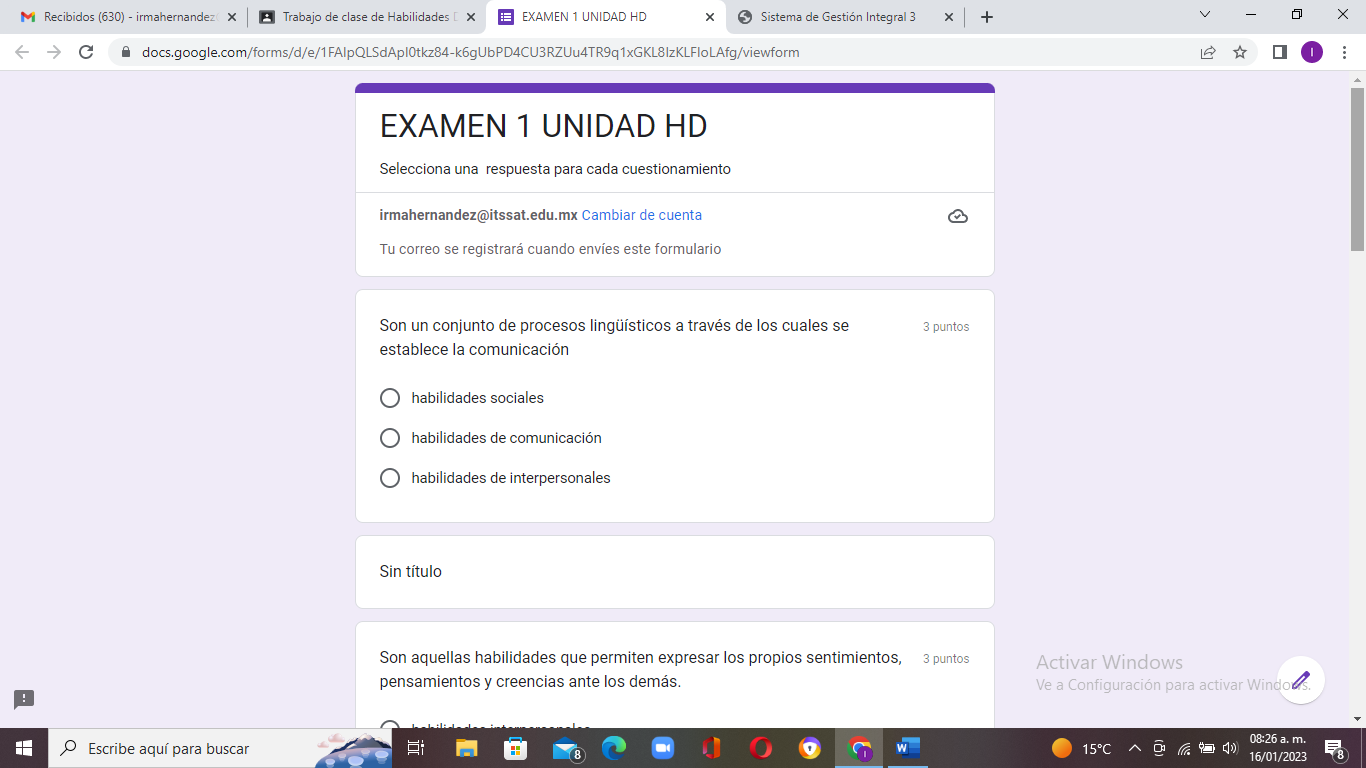 Recibidos (630) - irmahernandez
Trabajo de clase de Habilidades
EXAMEN 1 UNIDAD HD
Sistema de Gestión Integral 3
docs.google.com/forms/d/e/1FAIpQLSdApI0tkz84-k6gUbPD4CU3RZUu4TR9q1xGKL8IzKLFIoLAfg/viewform
I
EXAMEN 1 UNIDAD HD
Selecciona una respuesta para cada cuestionamiento
irmahernandez@itssat.edu.mx Cambiar de cuenta
Tu correo se registrará cuando envíes este formulario
Son un conjunto de procesos lingüísticos a través de los cuales se
establece la comunicación
3 puntos
habilidades sociales
habilidades de comunicación
habilidades de interpersonales
Sin título
Son aquellas habilidades que permiten expresar los propios sentimientos,
pensamientos y creencias ante los demás.
3 puntos
Activar Windows
Ve a Configuración para activar Windows.
Escribe aquí para buscar
8
I
15°C
08:26 a. m.
16/01/2023
8